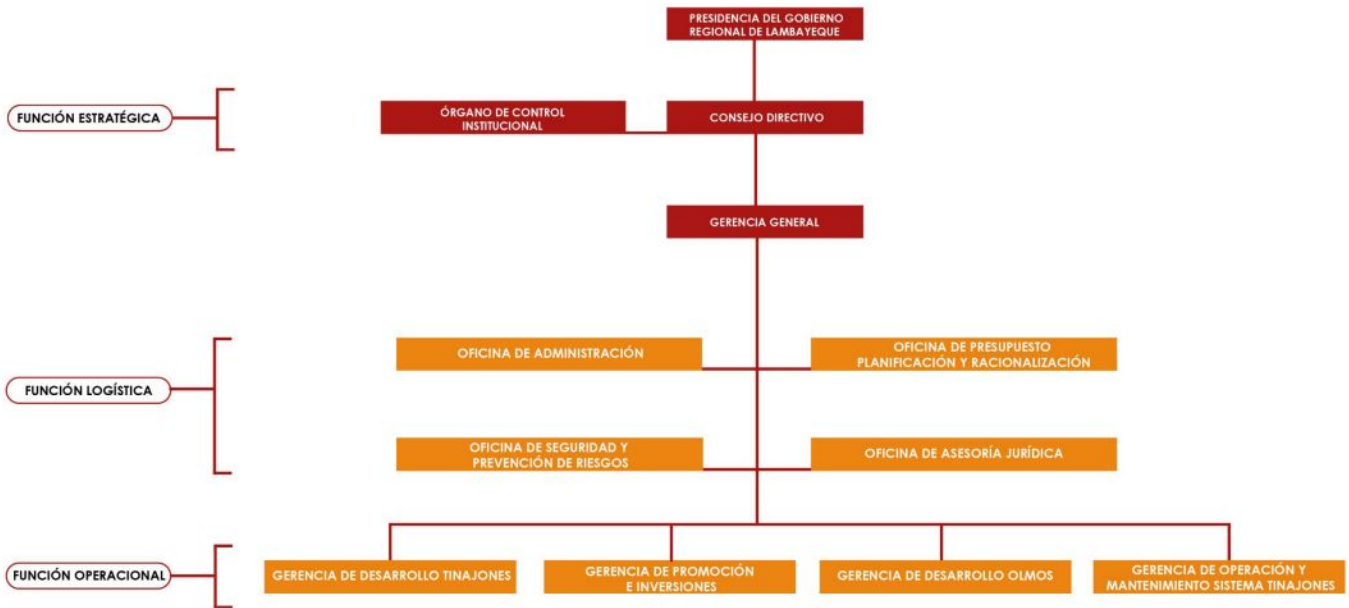 PRESIDENCIA DEL GOBIERNO
REGIONAL DE LAMBAYEQUE
FUNCIÓN ESTRATÉGICA
ÓRGANO DE CONTROL
INSTITUCIONAL
CONSEJO DIRECTIVO
GERENCIA GENERAL
FUNCIÓN LOGÍSTICA
OFICINA DE ADMINISTRACIÓN
OFICINA DE PRESUPUESTO
PLANIFICACIÓN Y RACIONALIZACIÓN
OFICINA DE SEGURIDAD Y
PREVENCIÓN DE RIESGOS
OFICINA DE ASESORÍA JURÍDICA
FUNCIÓN OPERACIONAL
GERENCIA DE DESARROLLO TINAJONES
GERENCIA DE PROMOCIÓN
E INVERSIONES
GERENCIA DE DESARROLLO OLMOS
GERENCIA DE OPERACIÓN Y
MANTENIMIENTO SISTEMA TINAJONES